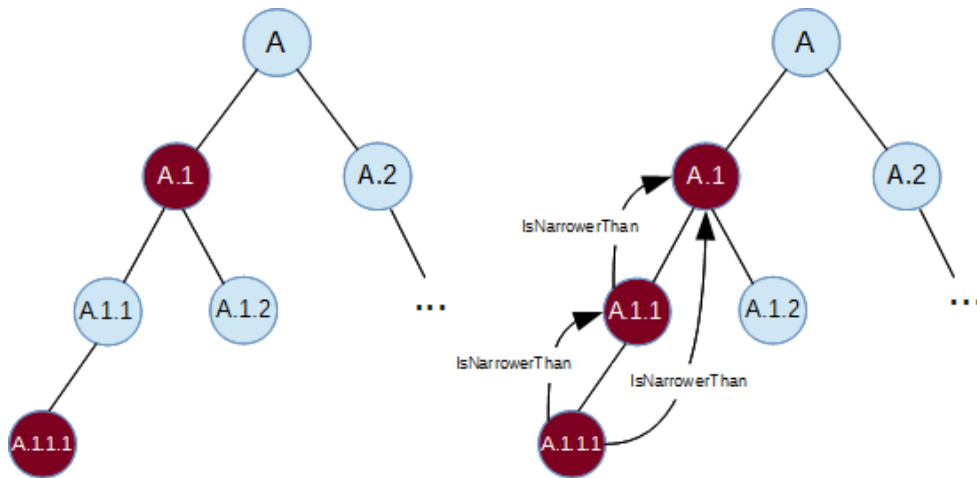 A
A.1
A.2
A.1.1
A.1.2
...
A.1.1.1
A
A.1
A.2
IsNarrowerThan
A.1.1
A.1.2
...
IsNarrowerThan
IsNarrowerThan
A.1.1.1